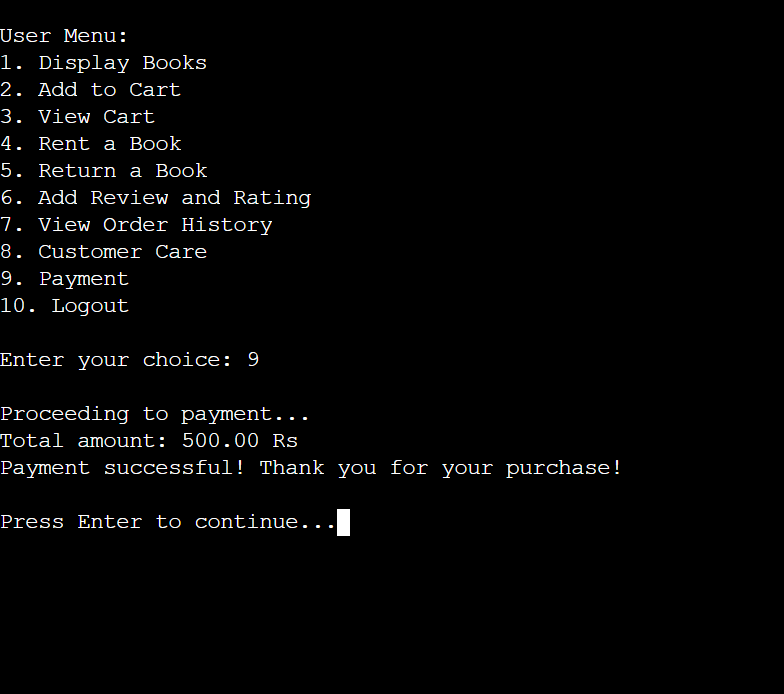 User Menu:
1. Display Books
2. Add to Cart
3. View Cart
4. Rent a Book
5. Return a Book
6. Add Review and Rating
7. View Order History
8. Customer Care
9. Payment
10. Logout
Enter your choice: 9
Proceeding to payment...
Total amount: 500.00 Rs
Payment successful! Thank you for your purchase!
Press Enter to continue...